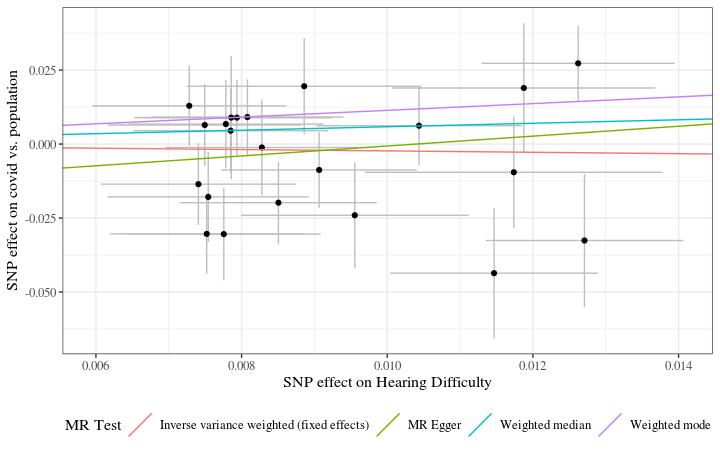 SNP effect on covid vs. population
0.025
0.000
-0.025
-0.050
0.006 0.008 0.010 0.012 0.014
SNP effect on Hearing Difficulty
MR Test Inverse variance weighted (fixed effects) MR Egger Weighted median Weighted mode